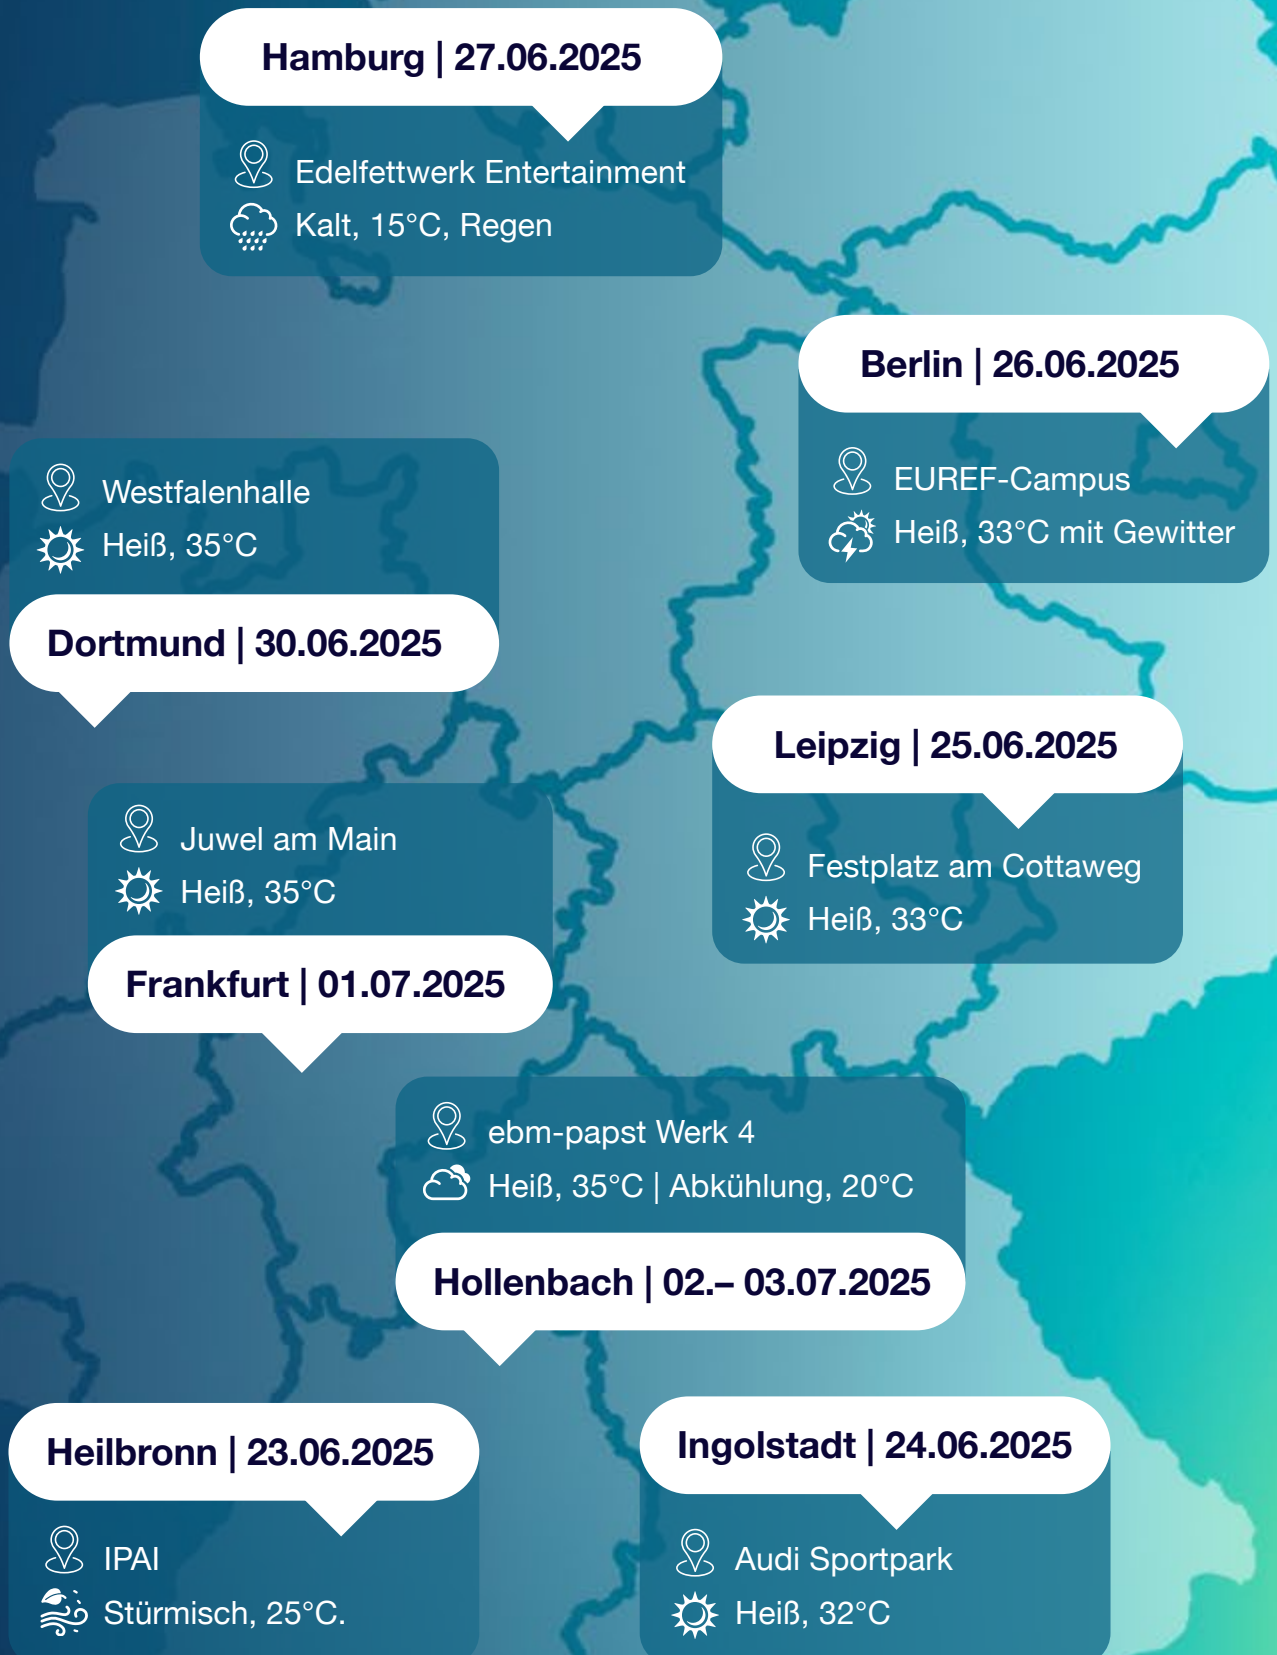 Hamburg | 27.06.2025
Edelfettwerk Entertainment
Kalt, 15°C, Regen
Berlin | 26.06.2025
EUREF-Campus
Heiß, 33°C mit Gewitter
Westfalenhalle
Heiß, 35°C
Dortmund | 30.06.2025
Leipzig | 25.06.2025
Festplatz am Cottaweg
Heiß, 33°C
Juwel am Main
Heiß, 35°C
Frankfurt | 01.07.2025
ebm-papst Werk 4
Heiß, 35°C | Abkühlung, 20°C
Hollenbach | 02.– 03.07.2025
Heilbronn | 23.06.2025
IPAI
Stürmisch, 25°C.
Ingolstadt | 24.06.2025
Audi Sportpark
Heiß, 32°C